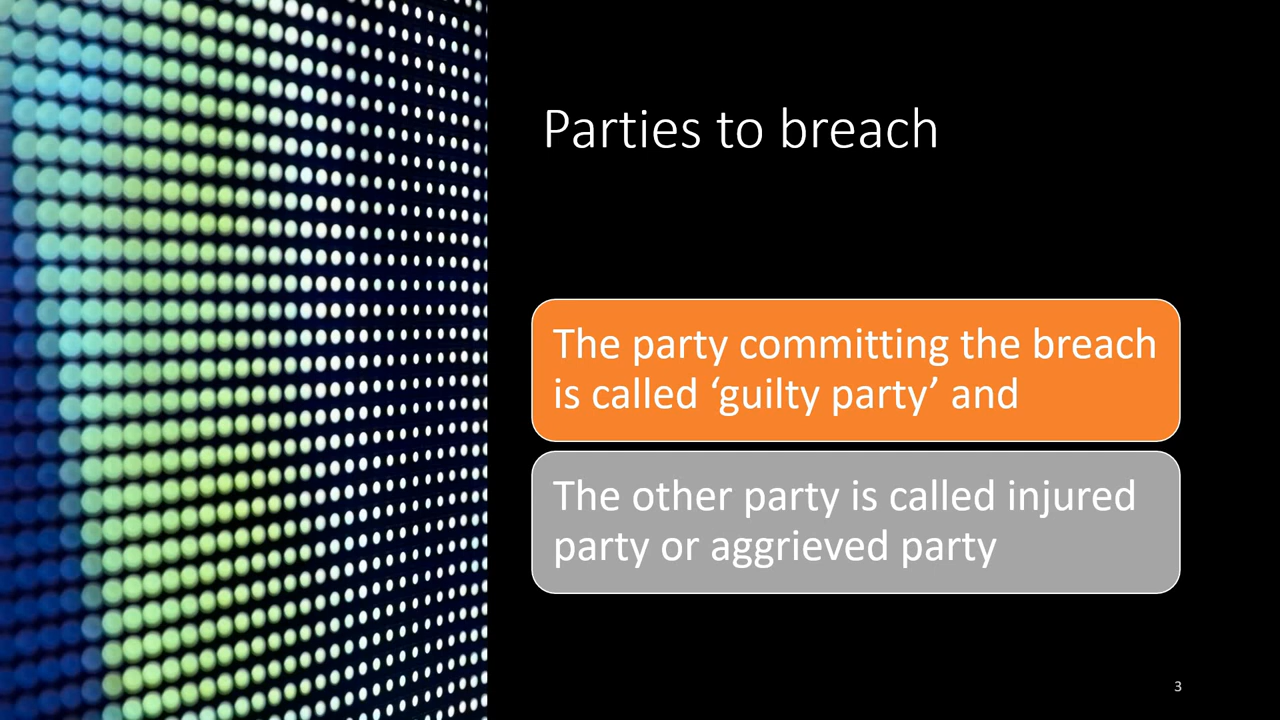 Parties to breach
The party committing the breach
is called ‘guilty party’ and
The other party is called injured
party or aggrieved party
3